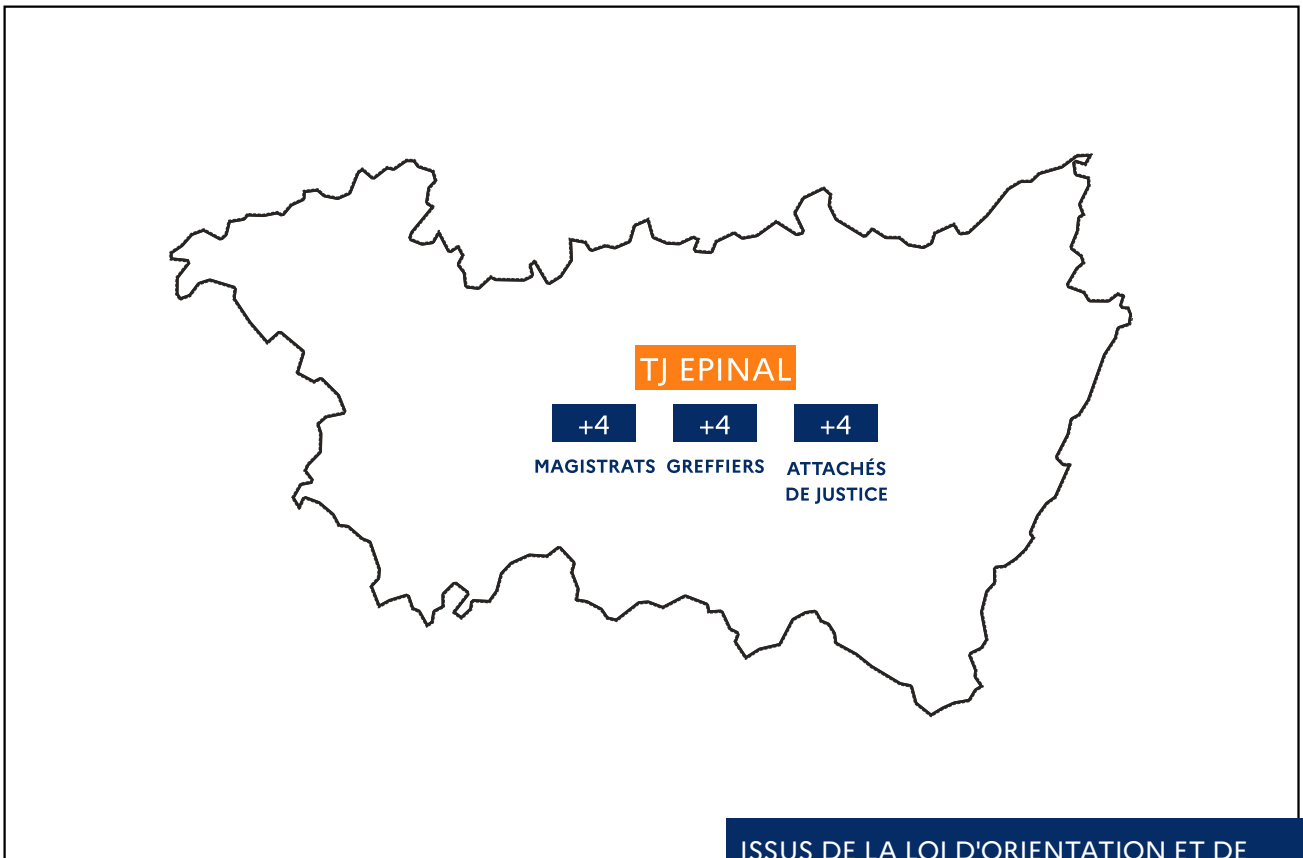 TJ EPINAL
+4 +4 +4
MAGISTRATS GREFFIERS ATTACHÉS
DE JUSTICE
ISSUS DE LA LOI D'ORIENTATION ET DE